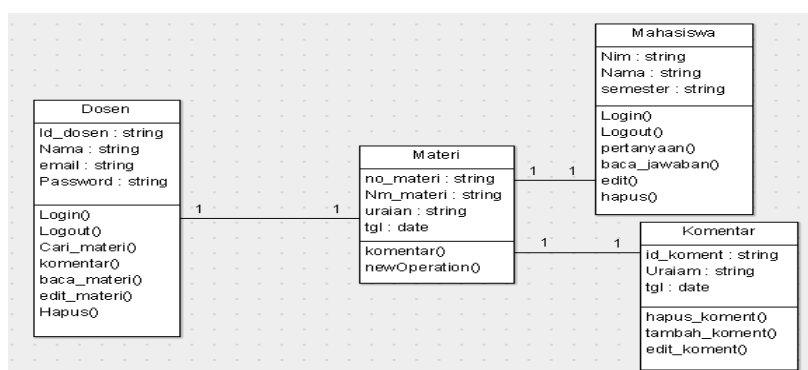 Dosen
Id_dosen : string
Nama : string
email : string
Password : string
Login()
Logout()
Cari_materi()
komentar()
baca_materi()
edit_materi()
Hapus()
1
1
Materi
no_materi : string
Nm_materi : string
uraian : string
tgl : date
komentar()
newOperation()
1
1
Mahasiswa
Nim : string
Nama : string
semester : string
Login()
Logout()
pertanyaan()
baca_jawaban()
edit()
hapus()
1
1
Komentar
id_koment : string
Uraiam : string
tgl : date
hapus_koment()
tambah_koment()
edit_koment()